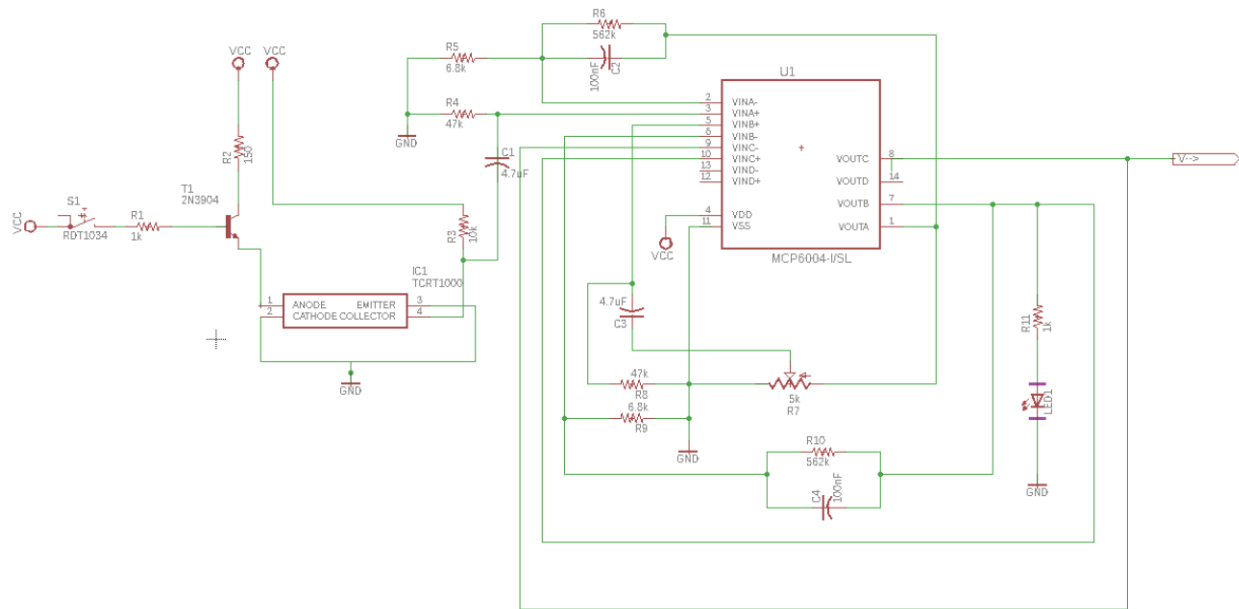 R6
562k
100nF
C2
R5
6.8k
R4
47k
GND
C1
4.7uF
VCC
VCC
R2
150
T1
2N3904
S1
VCC
RDT1034
R1
1k
R3
10k
IC1
TCRT1000
1 ANODE EMITTER 3
2 CATHODE COLLECTOR 4
GND
U1
2 VINA-
3 VINA+
5 VINB+
6 VINB-
9 VINC-
10 VINC+
13 VIND-
12 VIND+
4 VDD
11 VSS
VOUTC 8
VOUTD 14
VOUTB 7
VOUTA 1
MCP6004-I/SL
VCC
V-->
4.7uF
C3
47k
R8
6.8k
R9
GND
5k
R7
R10
562k
C4
100nF
R11
1k
LED1
GND